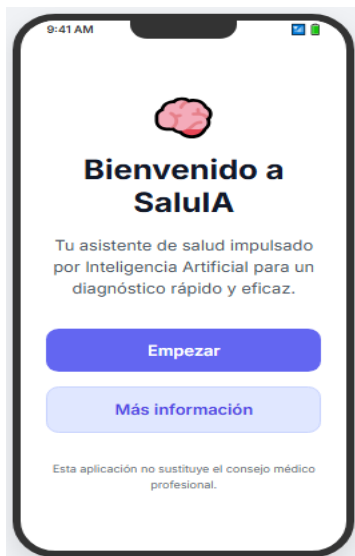 9:41 AM
Bienvenido a
SaluIA
Tu asistente de salud impulsado
por Inteligencia Artificial para un
diagnóstico rápido y eficaz.
Empezar
Más información
Esta aplicación no sustituye el consejo médico
profesional.